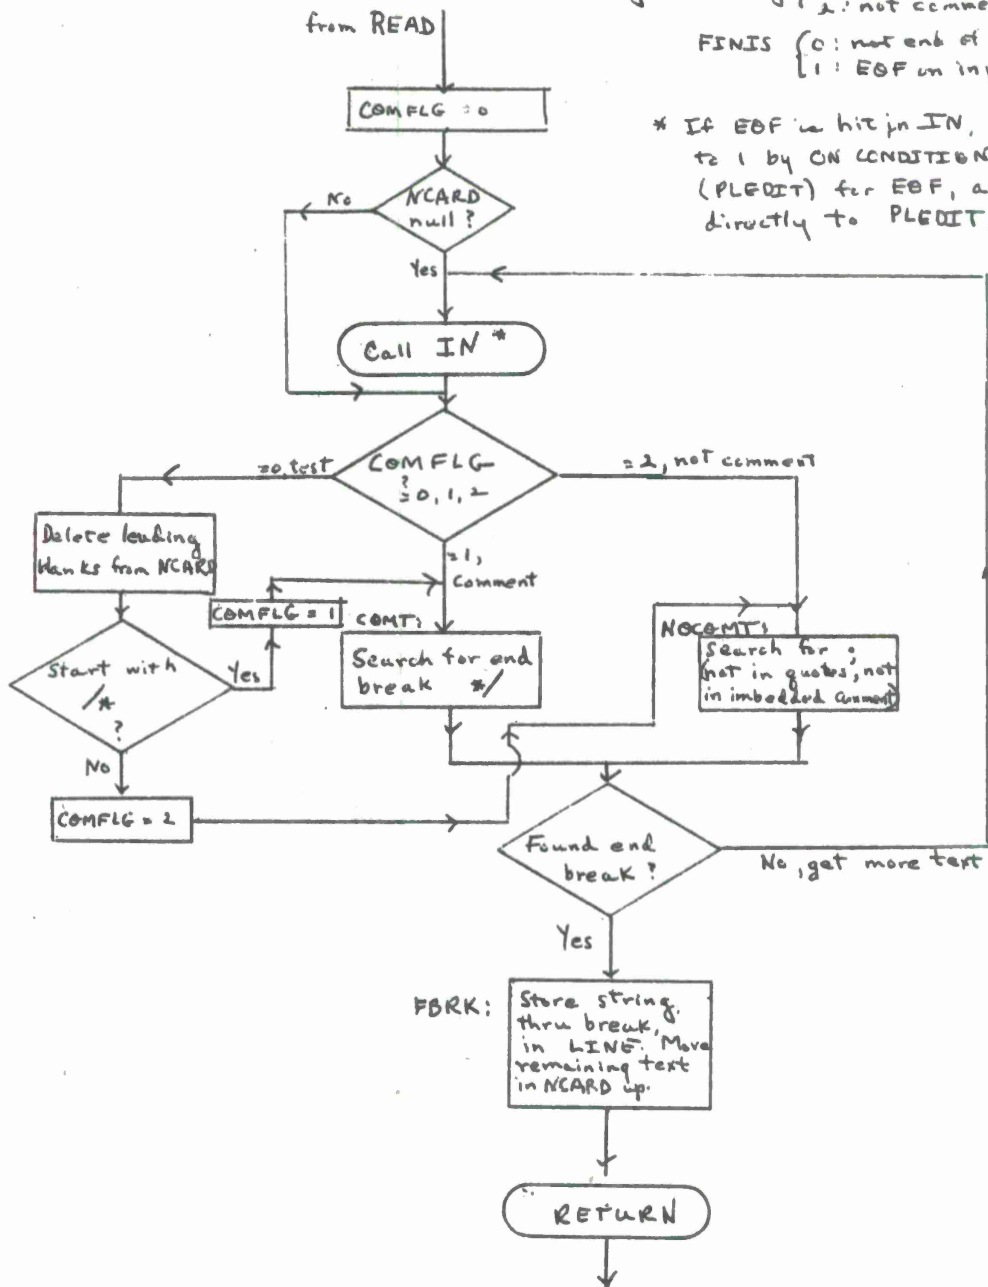 2: not comme
from READ
FINIS { 0: not end of
1: EOF on in
COMFLG = 0
* If EOF is hit in IN,
to 1 by ON CONDITION
(PLEDIT) for EOF, a
directly to PLEDIT
NCARD
null?
No
Yes
Call IN *
COMFLG
?
= 0, 1, 2
=0, test
=2, not comment
=1,
comment
Delete leading
blanks from NCARD
COMFLG = 1
COMT:
Search for end
break */
NOCOMT:
Search for ;
(not in quotes, not
in imbedded comment)
Start with
/*
?
Yes
No
COMFLG = 2
Found end
break?
No, get more text
Yes
FBRK:
Store string,
thru break,
in LINE. Move
remaining text
in NCARD up.
RETURN